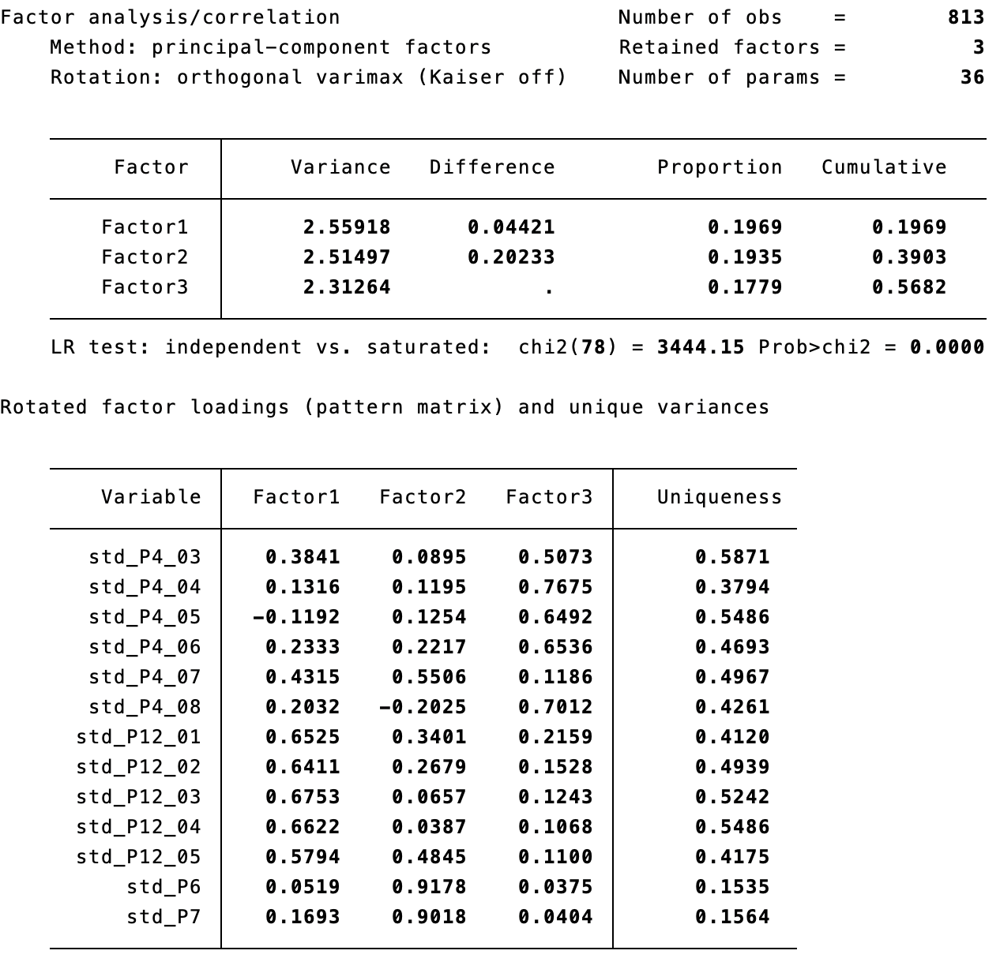 Factor analysis/correlation Number of obs = 813
Method: principal-component factors Retained factors = 3
Rotation: orthogonal varimax (Kaiser off) Number of params = 36
Factor Variance Difference Proportion Cumulative
Factor1 2.55918 0.04421 0.1969 0.1969
Factor2 2.51497 0.20233 0.1935 0.3903
Factor3 2.31264 . 0.1779 0.5682
LR test: independent vs. saturated: chi2(78) = 3444.15 Prob>chi2 = 0.0000
Rotated factor loadings (pattern matrix) and unique variances
Variable Factor1 Factor2 Factor3 Uniqueness
std_P4_03 0.3841 0.0895 0.5073 0.5871
std_P4_04 0.1316 0.1195 0.7675 0.3794
std_P4_05 -0.1192 0.1254 0.6492 0.5486
std_P4_06 0.2333 0.2217 0.6536 0.4693
std_P4_07 0.4315 0.5506 0.1186 0.4967
std_P4_08 0.2032 -0.2025 0.7012 0.4261
std_P12_01 0.6525 0.3401 0.2159 0.4120
std_P12_02 0.6411 0.2679 0.1528 0.4939
std_P12_03 0.6753 0.0657 0.1243 0.5242
std_P12_04 0.6622 0.0387 0.1068 0.5486
std_P12_05 0.5794 0.4845 0.1100 0.4175
std_P6 0.0519 0.9178 0.0375 0.1535
std_P7 0.1693 0.9018 0.0404 0.1564